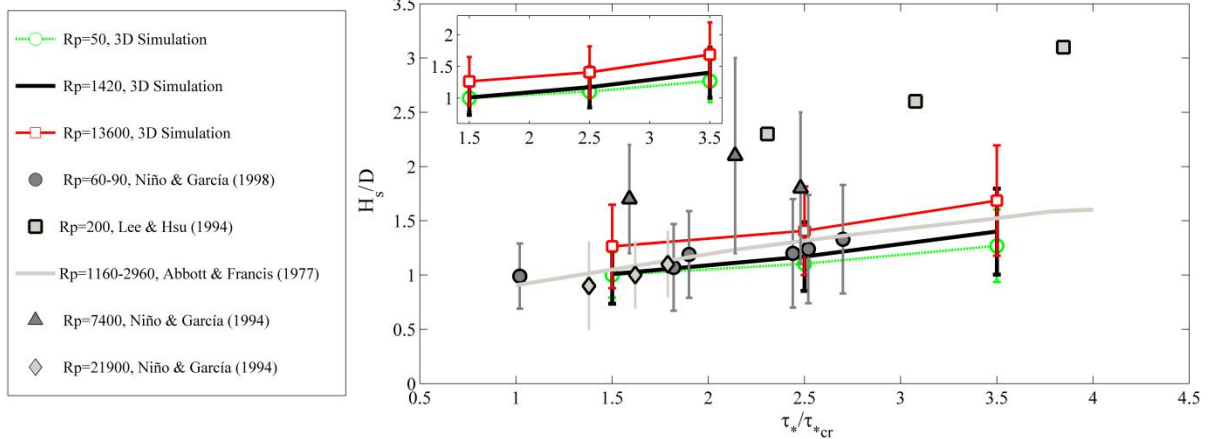 Rp=50, 3D Simulation
Rp=1420, 3D Simulation
Rp=13600, 3D Simulation
Rp=60-90, Niño & García (1998)
Rp=200, Lee & Hsu (1994)
Rp=1160-2960, Abbott & Francis (1977)
Rp=7400, Niño & García (1994)
Rp=21900, Niño & García (1994)
3.5
3
2.5
2
1.5
1
0.5
0
H_s/D
2
1.5
1
1.5 2 2.5 3 3.5
0.5 1 1.5 2 2.5 3 3.5 4 4.5
τ_*/τ_{*cr}